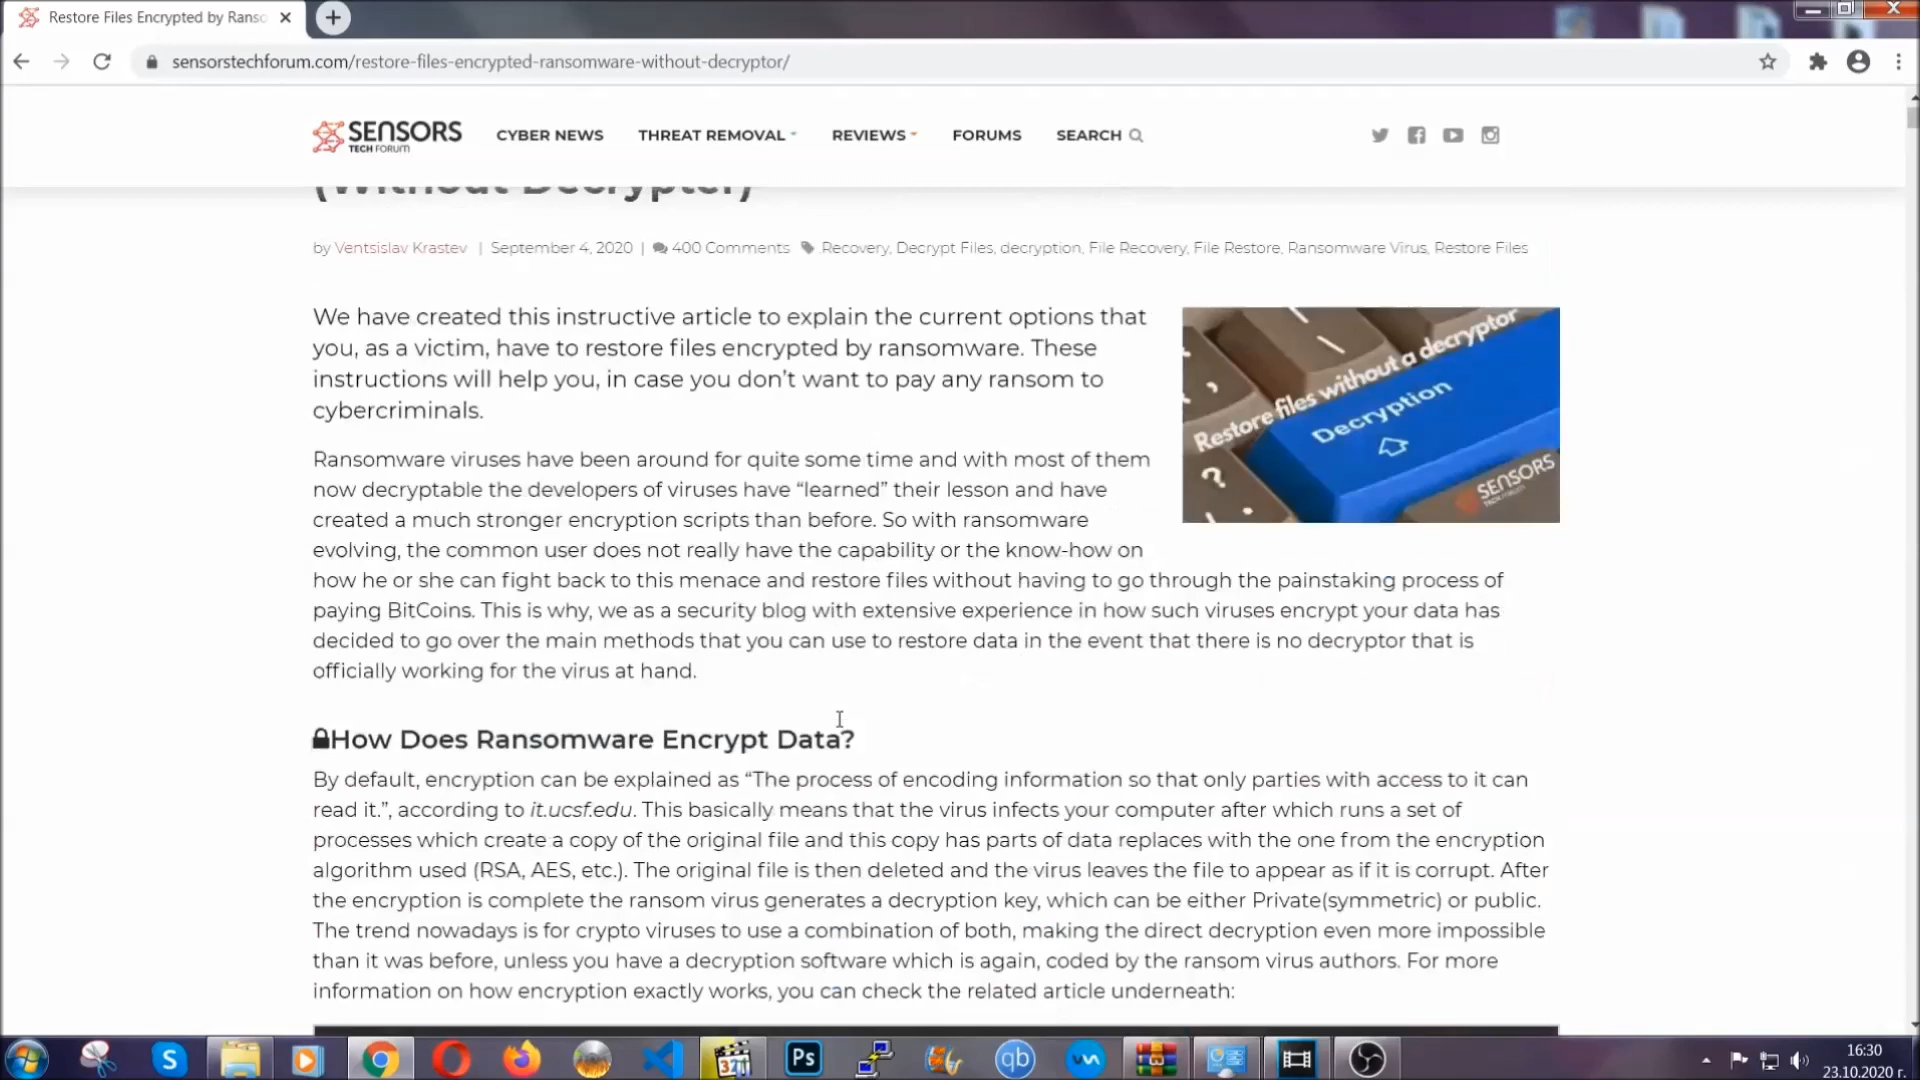 Restore Files Encrypted by Ranso
sensorstechforum.com/restore-files-encrypted-ransomware-without-decryptor/
SENSORS
TECH FORUM
CYBER NEWS
THREAT REMOVAL
REVIEWS
FORUMS
SEARCH
(Without Decrypter)
by Ventsislav Krastev | September 4, 2020 | 400 Comments Recovery, Decrypt Files, decryption, File Recovery, File Restore, Ransomware Virus, Restore Files
We have created this instructive article to explain the current options that
you, as a victim, have to restore files encrypted by ransomware. These
instructions will help you, in case you don’t want to pay any ransom to
cybercriminals.
Restore files without a decryptor
Decryption
SENSORS
TECH FORUM
Ransomware viruses have been around for quite some time and with most of them
now decryptable the developers of viruses have “learned” their lesson and have
created a much stronger encryption scripts than before. So with ransomware
evolving, the common user does not really have the capability or the know-how on
how he or she can fight back to this menace and restore files without having to go through the painstaking process of
paying BitCoins. This is why, we as a security blog with extensive experience in how such viruses encrypt your data has
decided to go over the main methods that you can use to restore data in the event that there is no decryptor that is
officially working for the virus at hand.
How Does Ransomware Encrypt Data?
By default, encryption can be explained as “The process of encoding information so that only parties with access to it can
read it.”, according to it.ucsf.edu. This basically means that the virus infects your computer after which runs a set of
processes which create a copy of the original file and this copy has parts of data replaces with the one from the encryption
algorithm used (RSA, AES, etc.). The original file is then deleted and the virus leaves the file to appear as if it is corrupt. After
the encryption is complete the ransom virus generates a decryption key, which can be either Private(symmetric) or public.
The trend nowadays is for crypto viruses to use a combination of both, making the direct decryption even more impossible
than it was before, unless you have a decryption software which is again, coded by the ransom virus authors. For more
information on how encryption exactly works, you can check the related article underneath:
S
321
Ps
qb
16:30
23.10.2020 г.